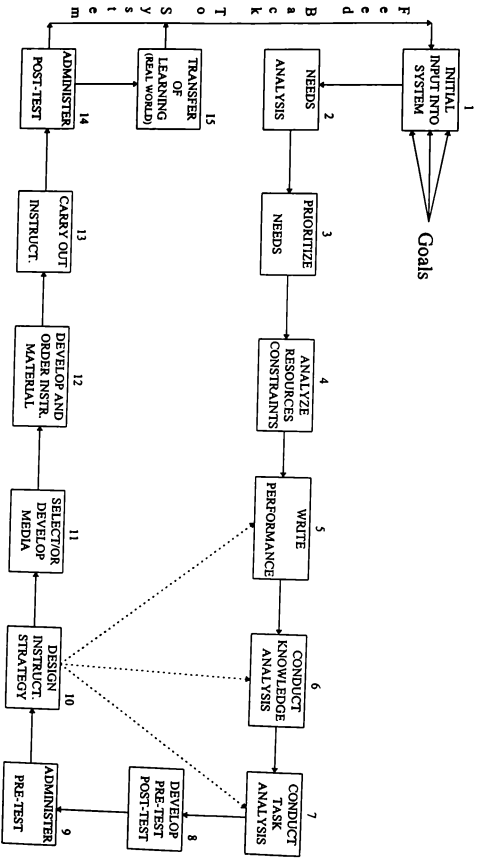 Feed Back To System
1
INITIAL
INPUT INTO
SYSTEM
Goals
2
NEEDS
ANALYSIS
3
PRIORITIZE
NEEDS
4
ANALYZE
RESOURCES
CONSTRAINTS
5
WRITE
PERFORMANCE
6
CONDUCT
KNOWLEDGE
ANALYSIS
7
CONDUCT
TASK
ANALYSIS
8
DEVELOP
PRE-TEST
POST-TEST
9
ADMINISTER
PRE-TEST
10
DESIGN
INSTRUCT.
STRATEGY
11
SELECT/OR
DEVELOP
MEDIA
12
DEVELOP AND
ORDER INSTR.
MATERIAL
13
CARRY OUT
INSTRUCT.
14
ADMINISTER
POST-TEST
15
TRANSFER
OF
LEARNING
(REAL WORLD)